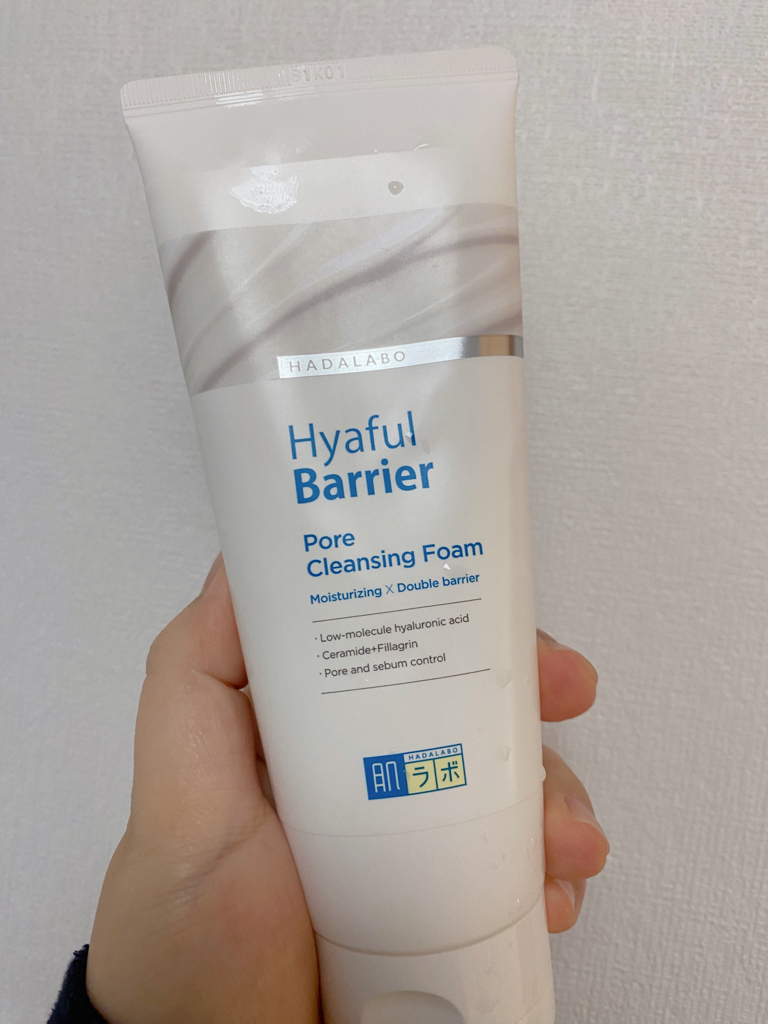 HADALABO
Hyaful
Barrier
Pore
Cleansing Foam
Moisturizing X Double barrier
· Low-molecule hyaluronic acid
· Ceramide+Fillagrin
· Pore and sebum control
HADALABO
肌ラボ